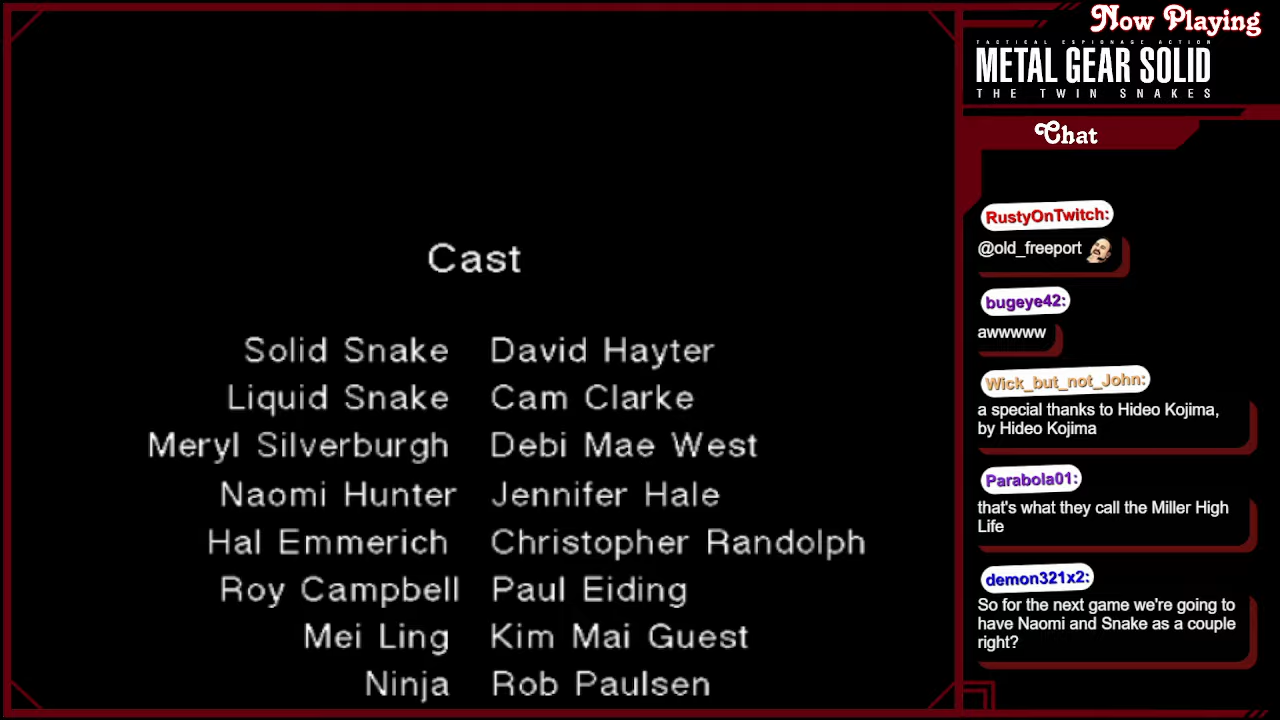 Now Playing
TACTICAL ESPIONAGE ACTION
METAL GEAR SOLID
THE TWIN SNAKES
Chat
RustyOnTwitch:
@old_freeport
bugeye42:
awwwww
Wick_but_not_John:
a special thanks to Hideo Kojima,
by Hideo Kojima
Parabola01:
that's what they call the Miller High
Life
demon321x2:
So for the next game we're going to
have Naomi and Snake as a couple
right?
Cast
Solid Snake David Hayter
Liquid Snake Cam Clarke
Meryl Silverburgh Debi Mae West
Naomi Hunter Jennifer Hale
Hal Emmerich Christopher Randolph
Roy Campbell Paul Eiding
Mei Ling Kim Mai Guest
Ninja Rob Paulsen